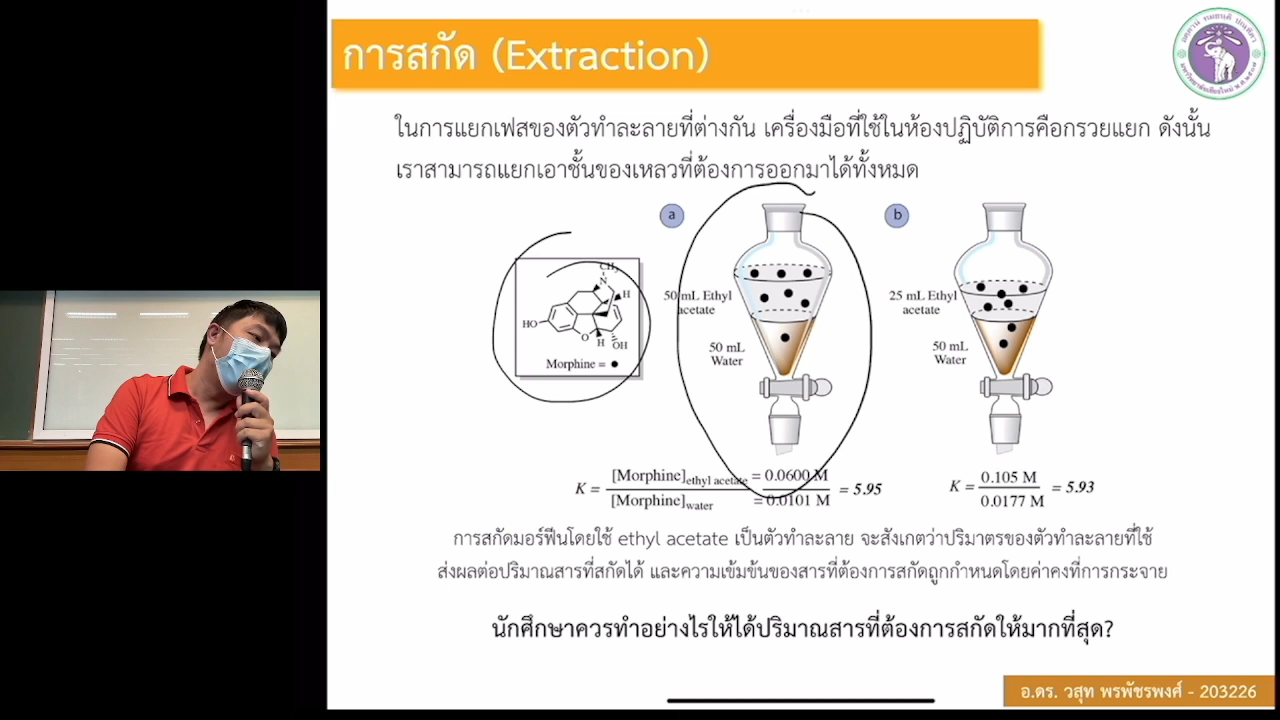 การสกัด (Extraction)
ในการแยกเฟสของตัวทำละลายที่ต่างกัน เครื่องมือที่ใช้ในห้องปฏิบัติการคือกรวยแยก ดังนั้น
เราสามารถแยกเอาชั้นของเหลวที่ต้องการออกมาได้ทั้งหมด
a
b
CH3
N
H
HO
O
H
OH
Morphine =
50 mL Ethyl
acetate
50 mL
Water
25 mL Ethyl
acetate
50 mL
Water
K = [Morphine]ethyl acetate = 0.0600 M
[Morphine]water = 0.0101 M = 5.95
K = 0.105 M
0.0177 M = 5.93
การสกัดมอร์ฟีนโดยใช้ ethyl acetate เป็นตัวทำละลาย จะสังเกตว่าปริมาตรของตัวทำละลายที่ใช้
ส่งผลต่อปริมาณสารที่สกัดได้ และความเข้มข้นของสารที่ต้องการสกัดถูกกำหนดโดยค่าคงที่การกระจาย
นักศึกษาควรทำอย่างไรให้ได้ปริมาณสารที่ต้องการสกัดให้มากที่สุด?
อ.ดร. วสุท พรพัชรพงศ์ - 203226